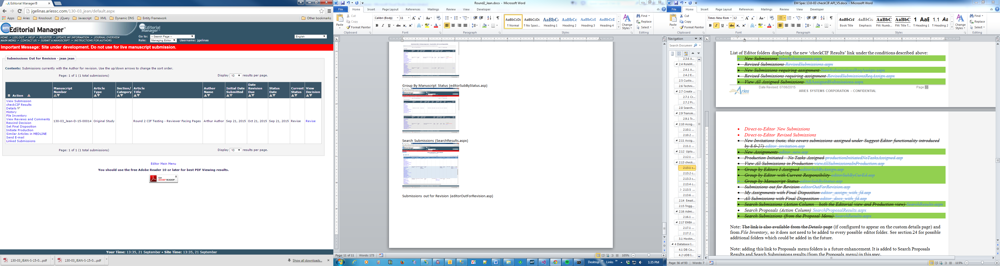 Editorial Manager®
jgelinas.ariessc.com/130-03_jean/default.aspx
Apps Aries Knockout jQuery Javascript XML Dynamic DNS Entity Framework Other bookmarks
em Editorial Manager™
Editorial Manager™
HOME • LOG OUT • HELP • REGISTER • UPDATE MY INFORMATION • JOURNAL OVERVIEW
MAIN MENU • CONTACT US • SUBMIT A MANUSCRIPT • INSTRUCTIONS FOR AUTHORS
Go to: -- Search Page --
Role: Managing Editor Username: jgelinas
English
Important Message: Site under development. Do not use for live manuscript submission.
Submissions Out for Revision - jean jean
Contents: Submissions currently with the Author for revision. Use the up/down arrows to change the sort order.
Page: 1 of 1 (1 total submissions) Display 10 results per page.
Action
Manuscript Number
Article Type
Section/ Category
Article Title
Author Name
Initial Date Submitted
Date Revision Due
Status Date
Current Status
View Decision
View Submission
checkCIF Results
Details
History
File Inventory
View Reviews and Comments
Rescind Decision
Set Final Disposition
Initiate Production
Similar Articles in MEDLINE
Send E-mail
Linked Submissions
130-03_Jean-D-15-00014 Original Study Round 2 CIF Testing - Reviewer Facing Pages Arthur Author Sep 21, 2015 Oct 21, 2015 Sep 21, 2015 Revise Revise
Page: 1 of 1 (1 total submissions) Display 10 results per page.
Editor Main Menu
You should use the free Adobe Reader 10 or later for best PDF Viewing results.
Get ADOBE® READER®
Your Time: 13:35, 21 September • Site Time: 13:35, 21 September
130-03_JEAN-S-15-0....pdf
130-03_JEAN-S-15-0....pdf
Show all downloads...
Round2_Jean.docx - Microsoft Word
File Home Insert Page Layout References Mailings Review View Developer
Paste Cut
Copy
Format Painter
Calibri (Body) 11
AaBbCcDc AaBbCcDc AaBbC AaBbCc AaBbCcI AaBbCcI
¶ Normal ¶ No Spaci... Heading 1 Heading 2 Heading 3 Heading 4
Change Styles
Find
Replace
Select
Clipboard Font Paragraph Styles Editing
Group By Manuscript Status (editorSubByStatus.asp)
Search Submissions (SearchResults.aspx)
Submissions out for Revision (editorOutForRevision.asp)
Page: 11 of 11 Words: 173 105%
Desktop Links 1:35 PM
EM Spec 13.0-03 checkCIF API_V5.docx - Microsoft Word
File Home Insert Page Layout References Mailings Review View Developer
Paste Cut
Copy
Format Painter
Times New Rom 12
Book Title Emphasis FM: Numb... FM: Title T... ¶ Heading 1 ¶ Heading 2
Change Styles
Find
Replace
Select
Clipboard Font Paragraph Styles Editing
Navigation
Search Documen
2.3.6 A...
2.4 RoleM...
2.4.1 A...
2.4.2 E...
2.5 Custo...
2.6 Techni...
2.7 Create ...
2.7.1 Cr...
2.7.2 Fi...
2.8 Search...
2.9 Transm...
2.9.1 Tr...
2.10 Assig...
2.10.1 ...
2.10.2 ...
2.11 Assig...
2.11.1 ...
2.12 Uplo...
2.12.1 ...
2.13 check...
2.13.1 c...
2.13.2 c...
2.13.3 c...
2.13.4 c...
2.13.5 ...
2.13.6 ...
2.14 Email...
2.15 Trigg...
2.16 Admi...
2.16.1 ...
2.17 EMIA ...
2.17.1 ...
2.17.2 ...
3.1 Hostin...
4 Database I...
4.1 DB Co...
4.2 UDB I...
List of Editor folders displaying the new ‘checkCIF Results’ link under the conditions described above:
New Submissions NewSubmissions.aspx
Revised Submissions RevisedSubmissions.aspx
New Submissions requiring assignment NewSubmissionsReqAssign.aspx
Revised Submissions requiring assignment RevisedSubmissionsReqAssign.aspx
View All Assigned Submissions AllAssignedSubmissions.aspx
Aries
Date Revised: 07/06/2015 Page 55
ARIES SYSTEMS CORPORATION – CONFIDENTIAL
Direct-to-Editor New Submissions
Direct-to-Editor Revised Submissions
New Invitations (note, this covers submissions assigned under Suggest Editor functionality introduced
by 8.0-27) editor_invitation.asp
New Assignments editor_new.asp
Production Initiated – No Tasks Assigned productionInitiatedNoTasksAssigned.asp
View All Submissions in Production viewAllSubmissionsInProduction.asp
Group by Editors I Assigned editorSubByAssign.asp
Group by Editor with Current Responsibility editorSubByCurEd.asp
Group by Manuscript Status editorSubByStatus.asp
Submissions out for Revision editorOutForRevision.asp
My Assignments with Final Disposition editor_assign_with_fd.asp
All Submissions with Final Disposition editor_docs_with_fd.asp
Search Submissions (Action Column – both the Editorial view and Production view) SearchResults.aspx
Search Proposals (Action Column) SearchProposalResults.aspx
Search Submissions (from the Proposal Menu) SearchResults.aspx
Note: The link is also available from the Details page (if configured to appear on the custom details page) and
from File Inventory, so it does not need to be added to every possible editor folder. See section 24 for possible
additional folders which could be added in the future.
Note: adding this link to Proposals menu folders is a future enhancement. It is added to Search Proposals
Results and Search Submissions results (from the Proposals menu) in this spec.
Page: 56 of 93 Words: 7 115%